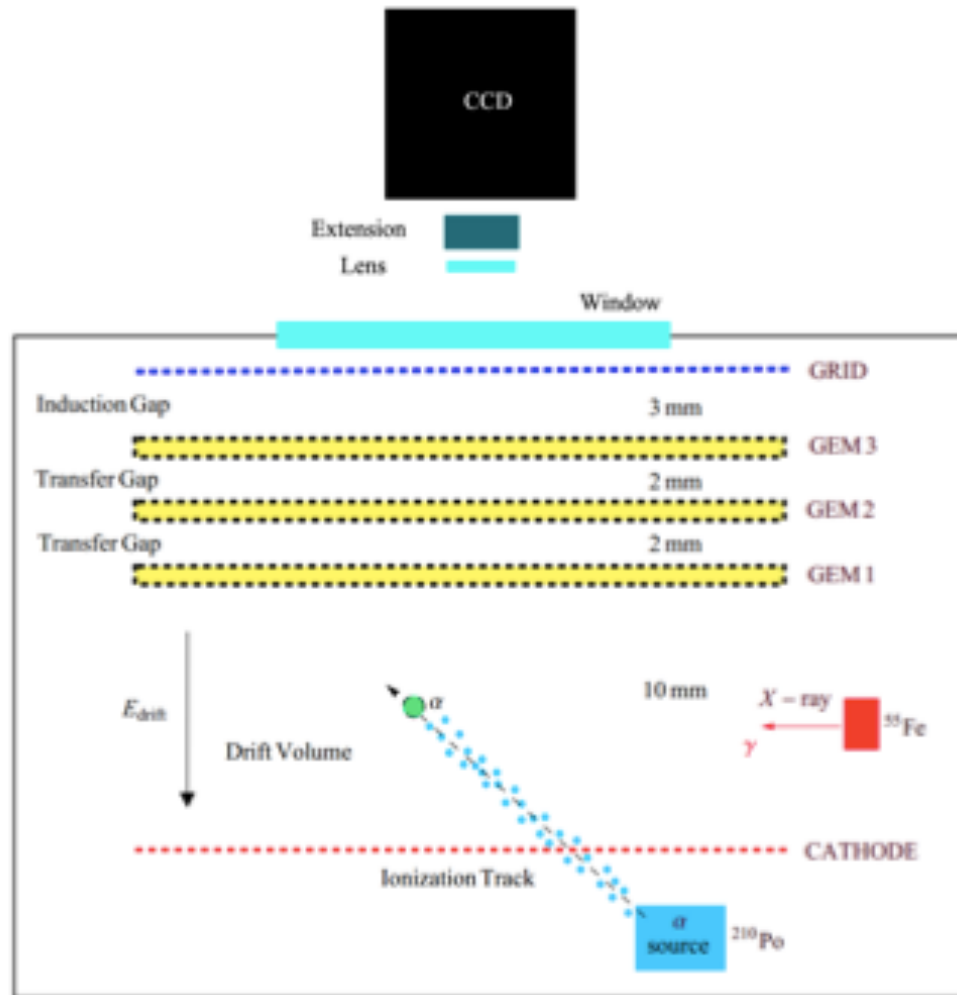 CCD
Extension
Lens
Window
GRID
Induction Gap
3 mm
GEM 3
Transfer Gap
2 mm
GEM 2
Transfer Gap
2 mm
GEM 1
10 mm
X – ray
⁵⁵Fe
γ
α
E_drift
Drift Volume
CATHODE
Ionization Track
α
source
²¹⁰Po